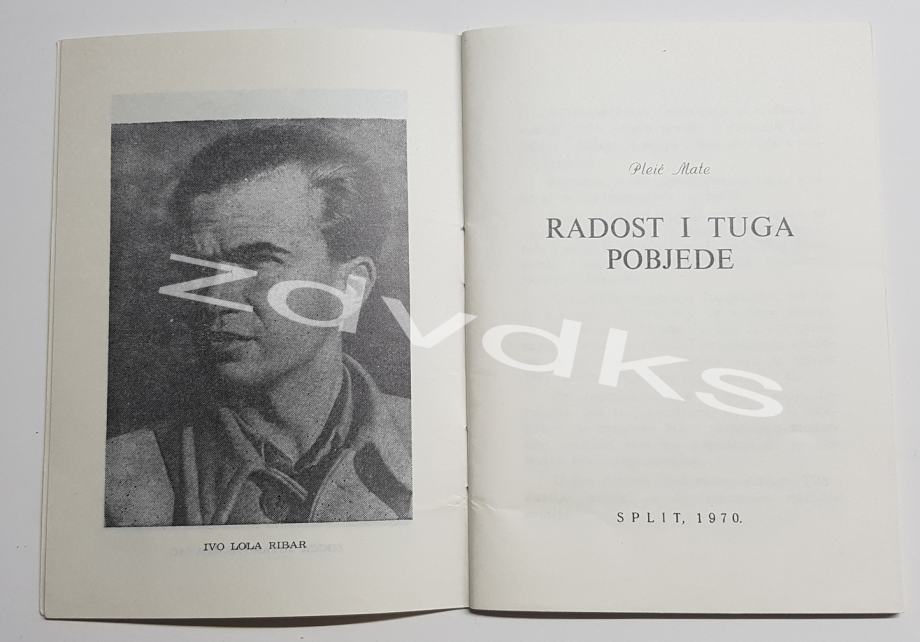 IVO LOLA RIBAR
Pleić Mate
RADOST I TUGA
POBJEDE
SPLIT, 1970.
zdvdks